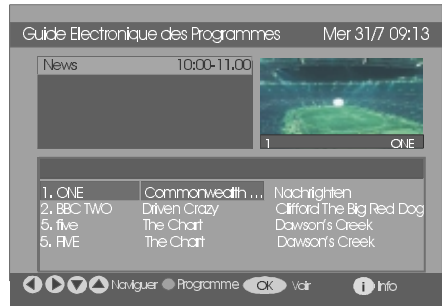 Guide Electronique des Programmes Mer 31/7 09:13
News 10:00-11.00
1 ONE
1. ONE Commonwealth ... Nachrighten
2. BBC TWO Driven Crazy Clifford The Big Red Dog
5. five The Chart Dawson's Creek
5. FIVE The Chart Dawson's Creek
Naviguer Programme OK Voir i Info